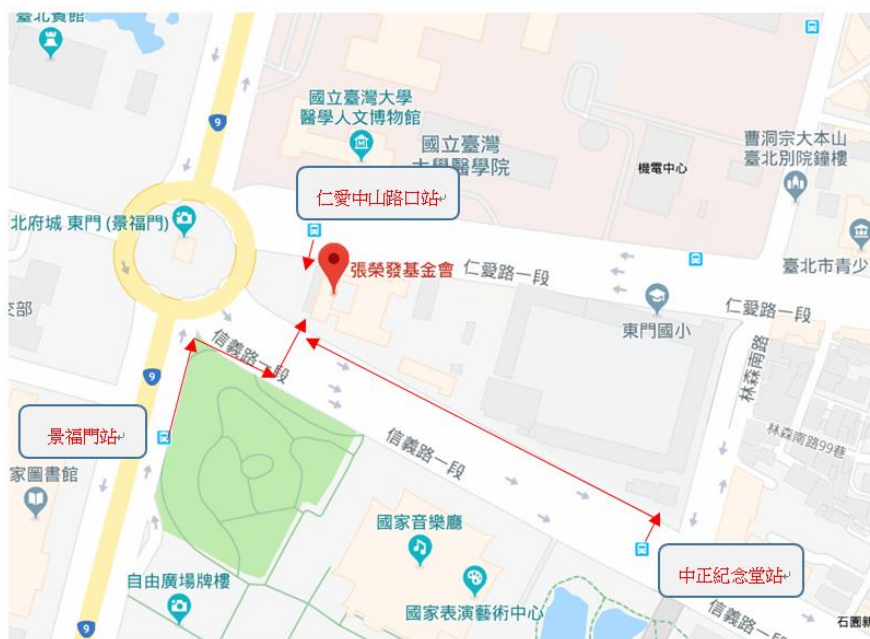 臺北賓館
9
國立臺灣大學
醫學人文博物館
國立臺灣
大學醫學院
機電中心
曹洞宗大本山
臺北別院鐘樓
仁愛中山路口站
北府城 東門 (景福門)
張榮發基金會
仁愛路一段
臺北市青少
交部
東門國小
仁愛路一段
信義路一段
林森南路
9
景福門站
林森南路99巷
信義路一段
家圖書館
國家音樂廳
中正紀念堂站
自由廣場牌樓
國家表演藝術中心
信義路一段
石園新
9